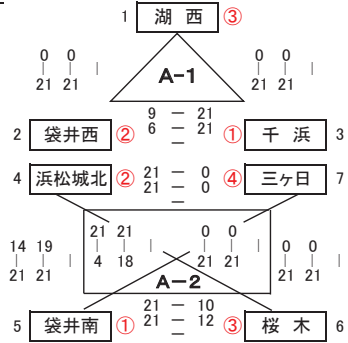 1 湖 西 ③
0 0 | 0 0 |
21 21 A-1 21 21
9 — 21
2 袋井西 ② 6 — 21 ① 千 浜 3
—
4 浜松城北 ② 21 — 0 ④ 三ヶ日 7
21 — 0
—
21 21 0 0
14 19 | | | | | | 0 0
| | | 4 18 21 21 | | |
21 21 A-2 21 21
21 — 10
5 袋井南 ① 21 — 12 ③ 桜 木 6
—